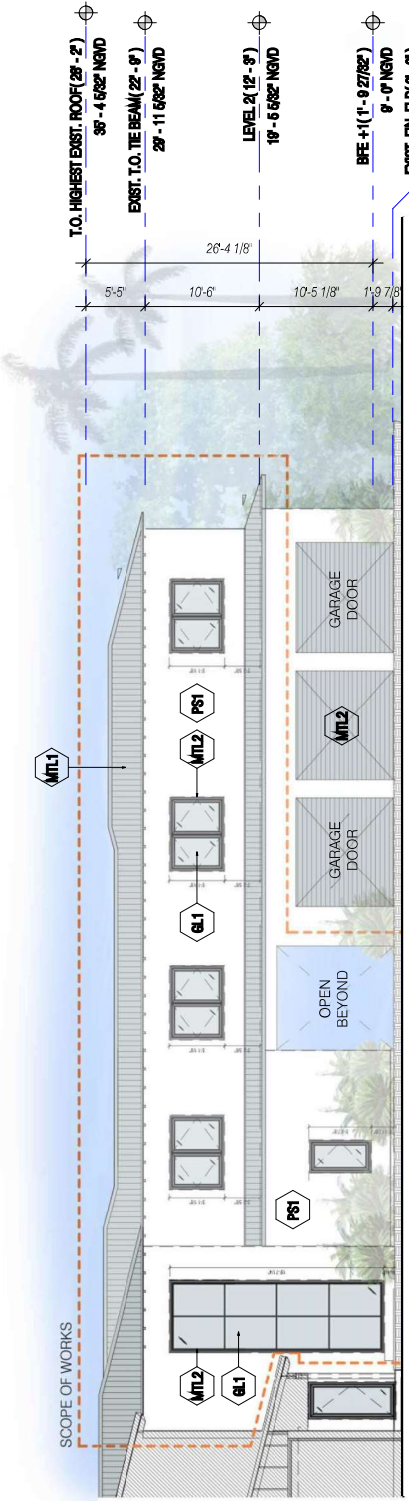 T.O. HIGHEST EXIST. ROOF( 28' - 2")
36' - 4 5/32" NGVD
EXIST. T.O. TIE BEAM( 22' - 9")
29' - 11 5/32" NGVD
LEVEL 2( 12' - 3")
19' - 5 5/32" NGVD
BFE +1( 1' - 9 27/32")
9' - 0" NGVD
26'-4 1/8"
5'-5"
10'-6"
10'-5 1/8"
1'-9 7/8"
SCOPE OF WORKS
MTL1
MTL2
PS1
GL1
MTL2
GL1
PS1
OPEN
BEYOND
GARAGE
DOOR
MTL2
GARAGE
DOOR